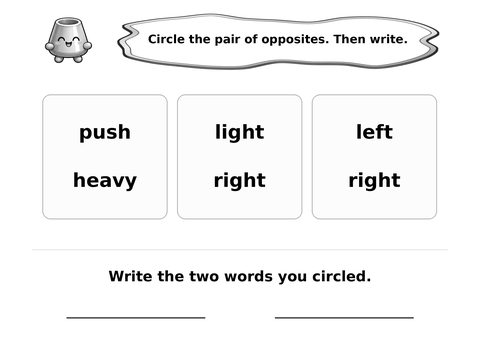 Circle the pair of opposites. Then write.
push
heavy
light
right
left
right
Write the two words you circled.